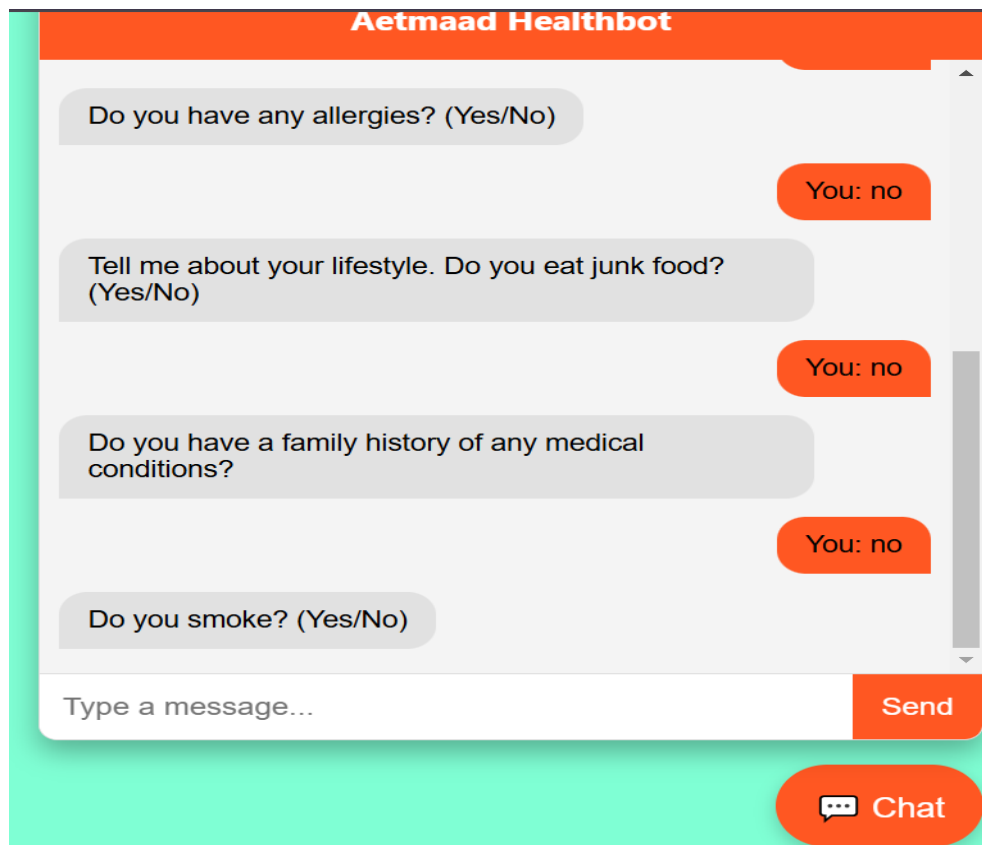 Aetmaad Healthbot
Do you have any allergies? (Yes/No)
You: no
Tell me about your lifestyle. Do you eat junk food?
(Yes/No)
You: no
Do you have a family history of any medical
conditions?
You: no
Do you smoke? (Yes/No)
Type a message...
Send
Chat